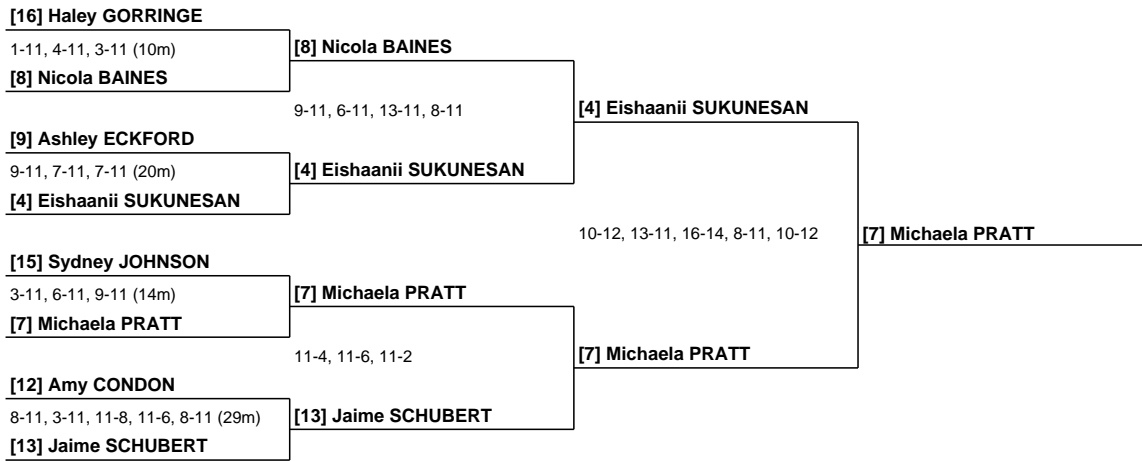 [16] Haley GORRINGE
1-11, 4-11, 3-11 (10m)
[8] Nicola BAINES
[8] Nicola BAINES
9-11, 6-11, 13-11, 8-11
[4] Eishaanii SUKUNESAN
[9] Ashley ECKFORD
9-11, 7-11, 7-11 (20m)
[4] Eishaanii SUKUNESAN
[4] Eishaanii SUKUNESAN
10-12, 13-11, 16-14, 8-11, 10-12
[7] Michaela PRATT
[15] Sydney JOHNSON
3-11, 6-11, 9-11 (14m)
[7] Michaela PRATT
[7] Michaela PRATT
11-4, 11-6, 11-2
[7] Michaela PRATT
[12] Amy CONDON
8-11, 3-11, 11-8, 11-6, 8-11 (29m)
[13] Jaime SCHUBERT
[13] Jaime SCHUBERT